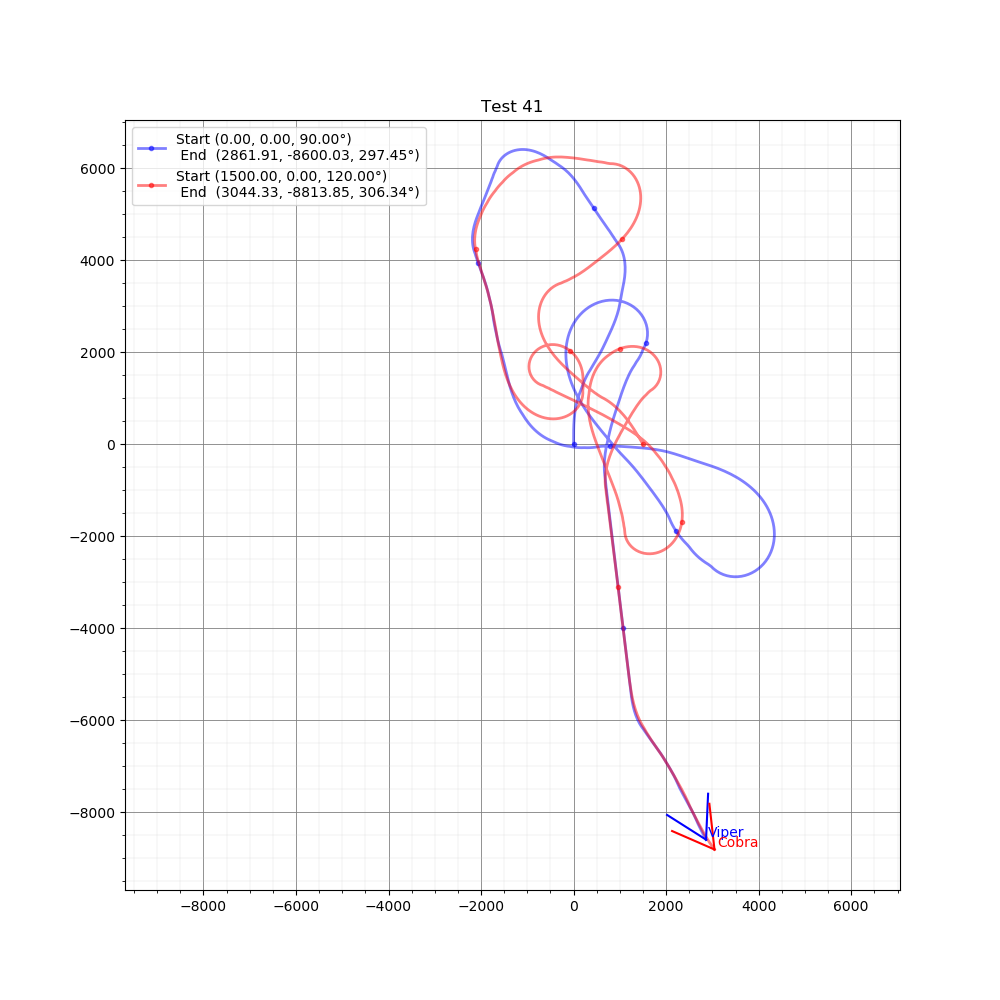 Test 41
Start (0.00, 0.00, 90.00°)
End (2861.91, -8600.03, 297.45°)
Start (1500.00, 0.00, 120.00°)
End (3044.33, -8813.85, 306.34°)
6000
4000
2000
0
−2000
−4000
−6000
−8000
Viper
Cobra
−8000 −6000 −4000 −2000 0 2000 4000 6000